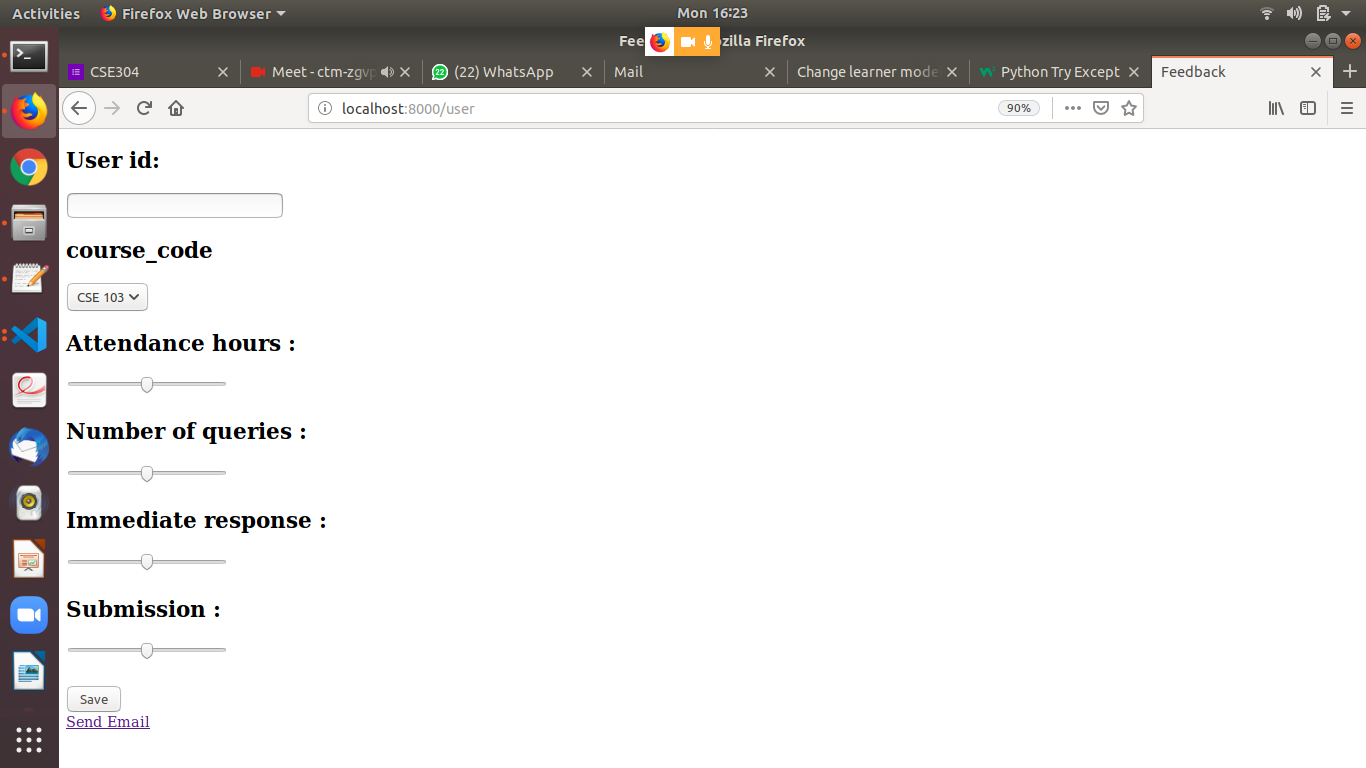 Activities Firefox Web Browser Mon 16:23
Fee zilla Firefox
CSE304 Meet - ctm-zgvp (22) WhatsApp Mail Change learner mode Python Try Except Feedback
localhost:8000/user 90%
User id:
course_code
CSE 103
Attendance hours :
Number of queries :
Immediate response :
Submission :
Save
Send Email